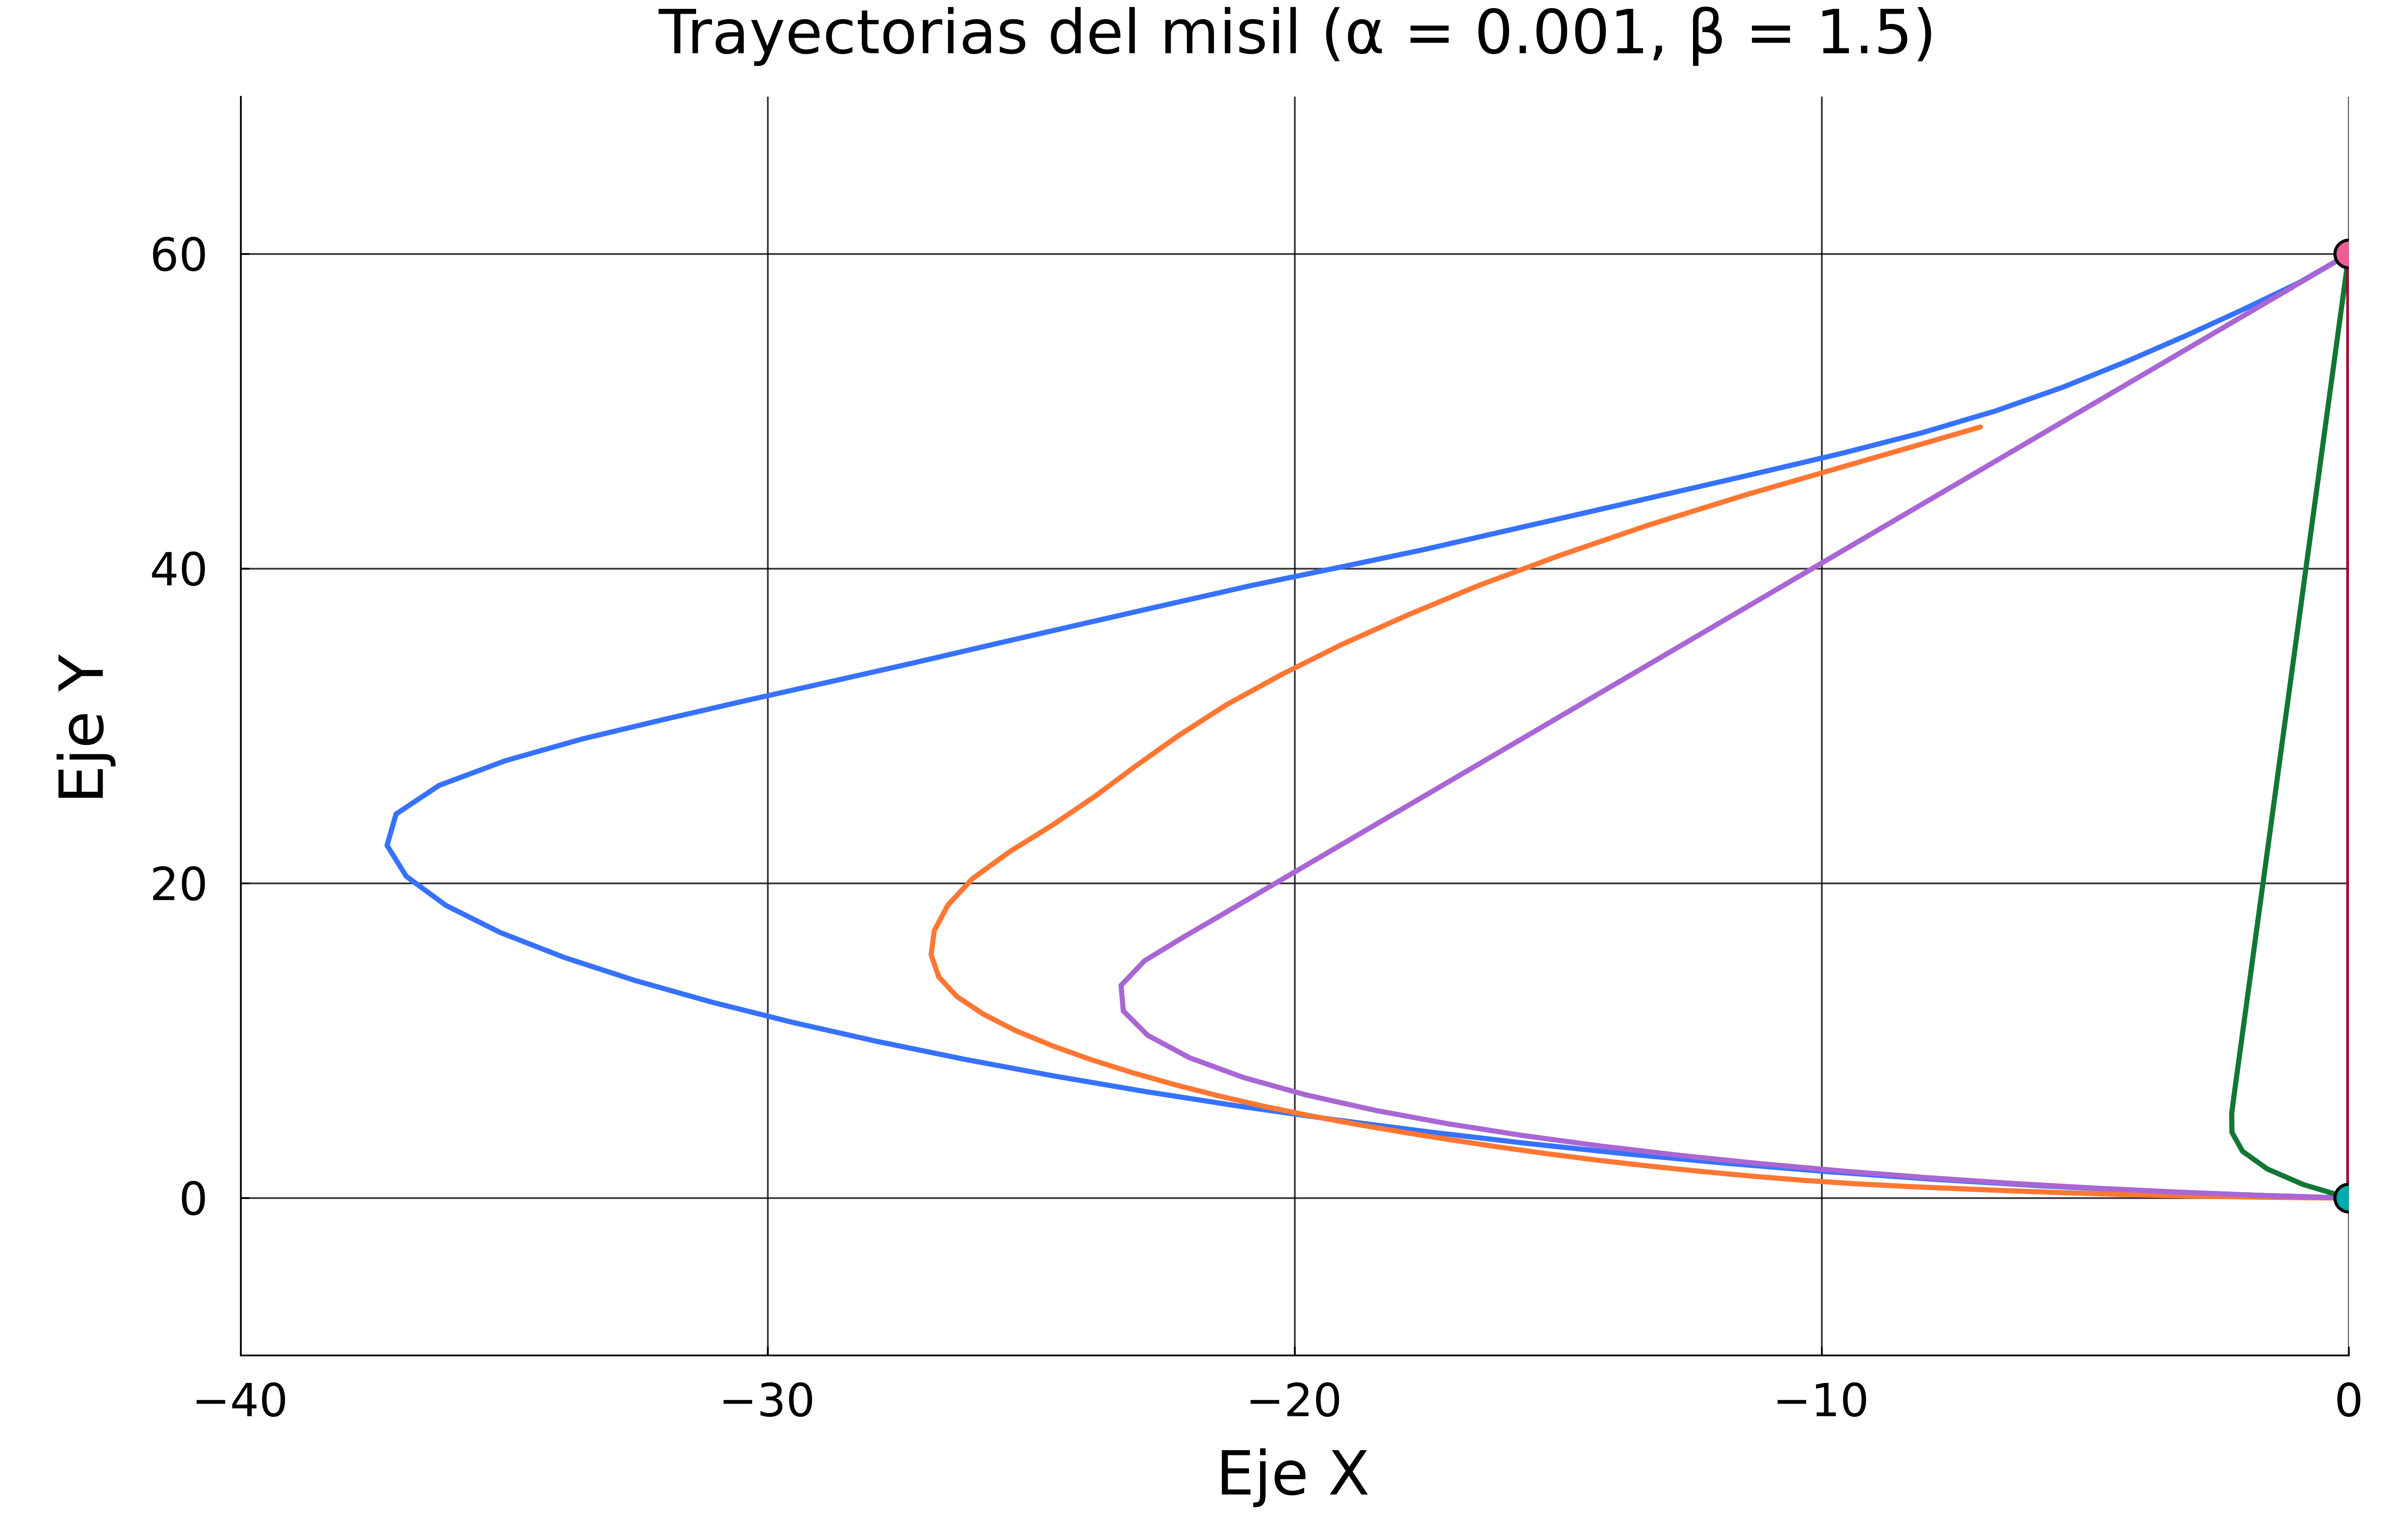 Trayectorias del misil (α = 0.001, β = 1.5)
Eje Y
60
40
20
0
−40 −30 −20 −10 0
Eje X